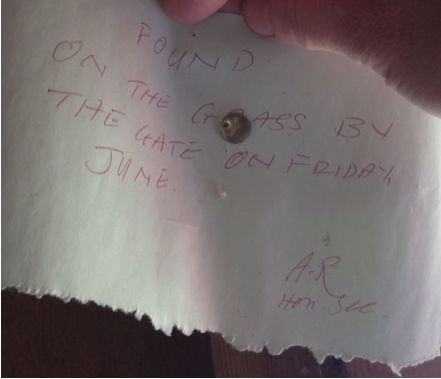 FOUND
ON THE GRASS BY
THE GATE ON FRIDAY,
JUNE.
A.R
Hon. Sec.